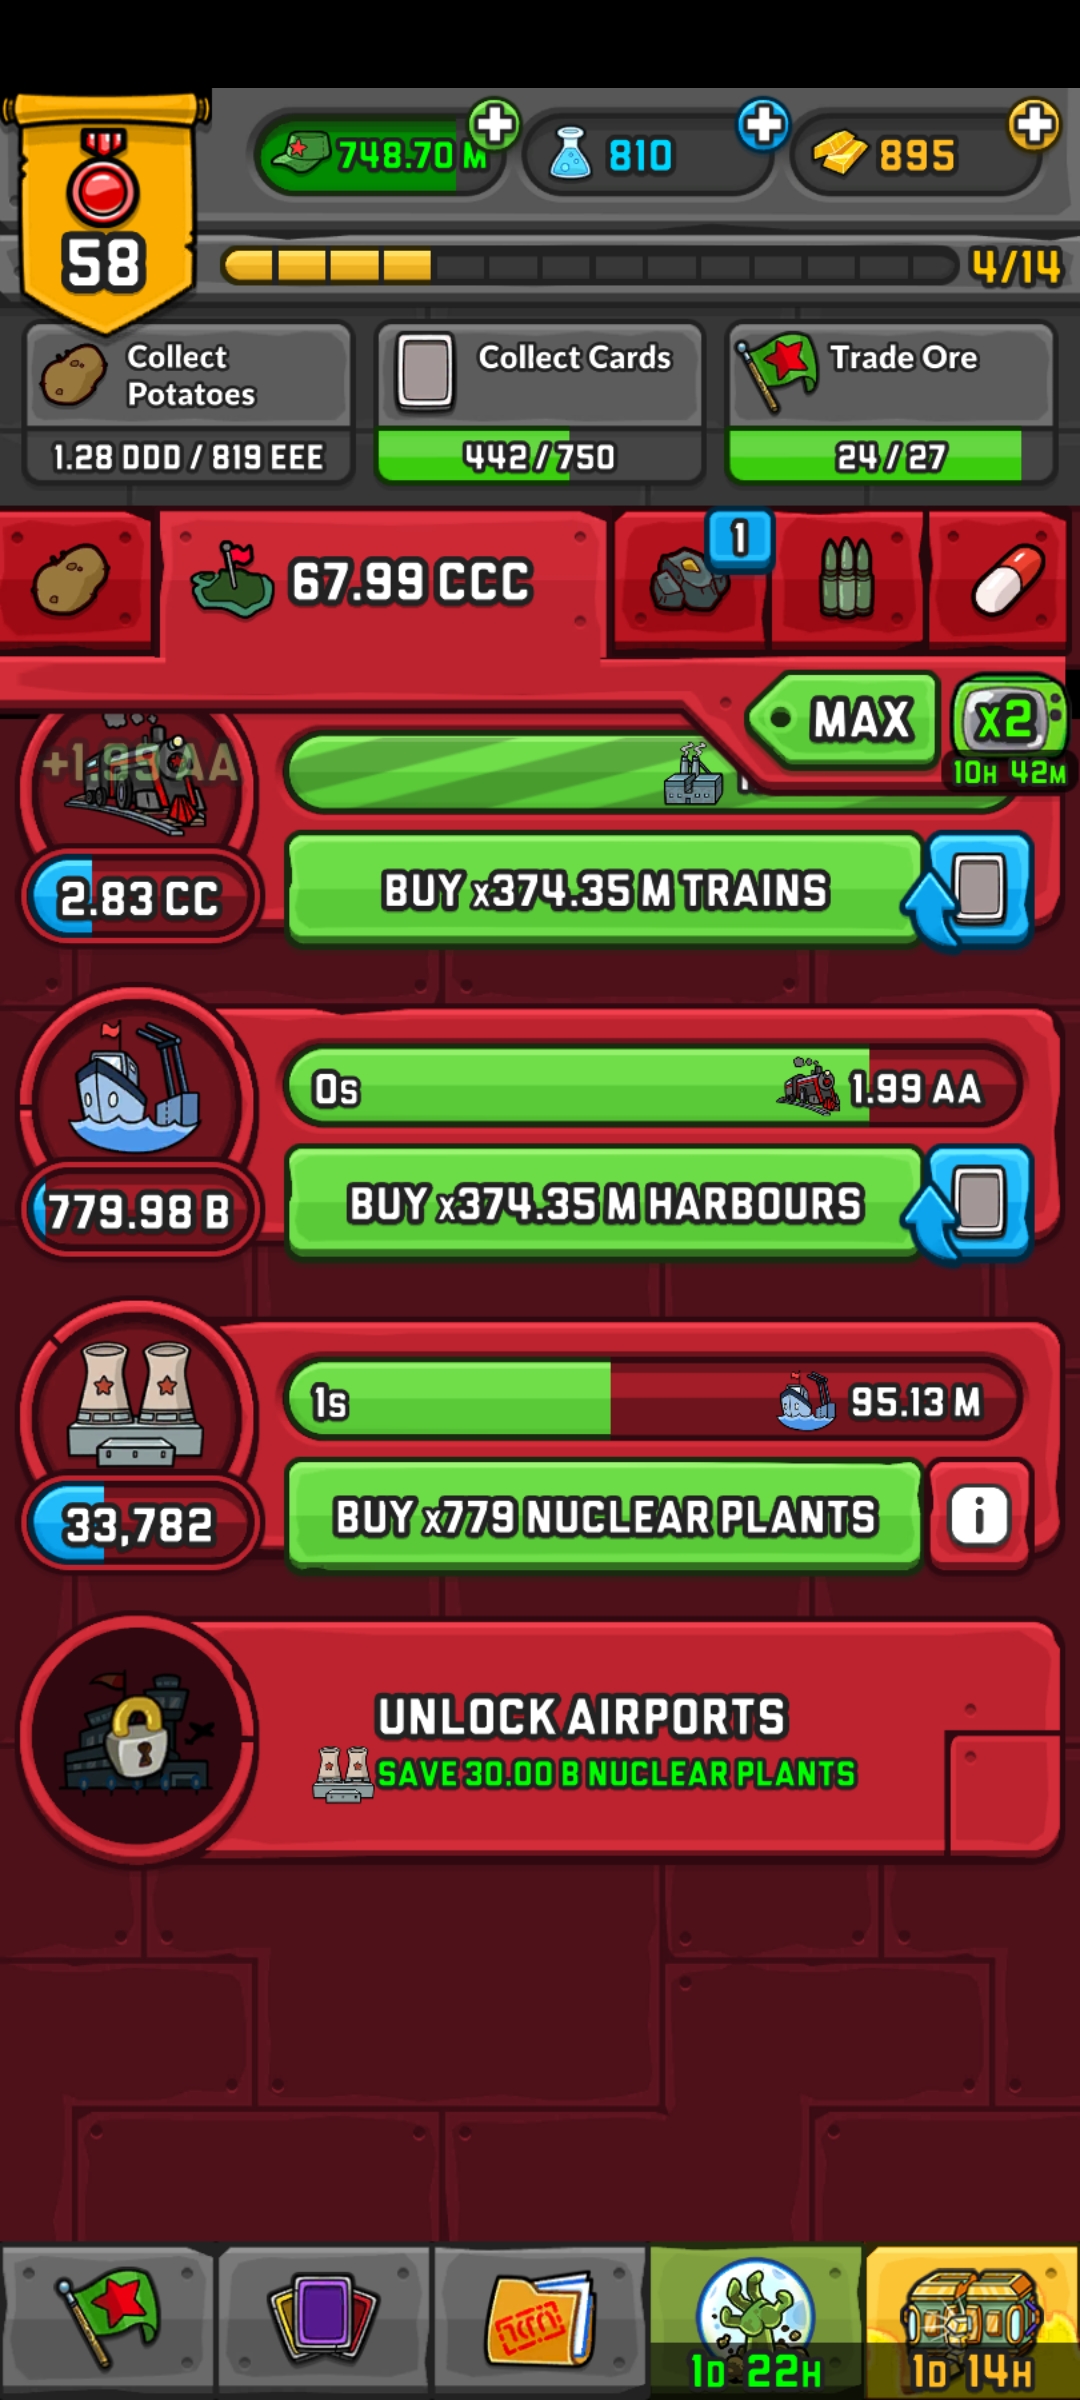 748.70 M
810
895
58
4/14
Collect
Potatoes
Collect Cards
Trade Ore
1.28 DDD / 819 EEE
442/750
24/27
67.99 CCC
1
MAX
x2
10H 42M
+1.99 AA
2.83 CC
BUY x374.35 M TRAINS
0s
1.99 AA
779.98 B
BUY x374.35 M HARBOURS
1s
95.13 M
33,782
BUY x779 NUCLEAR PLANTS
i
UNLOCK AIRPORTS
SAVE 30.00 B NUCLEAR PLANTS
1D 22H
1D 14H